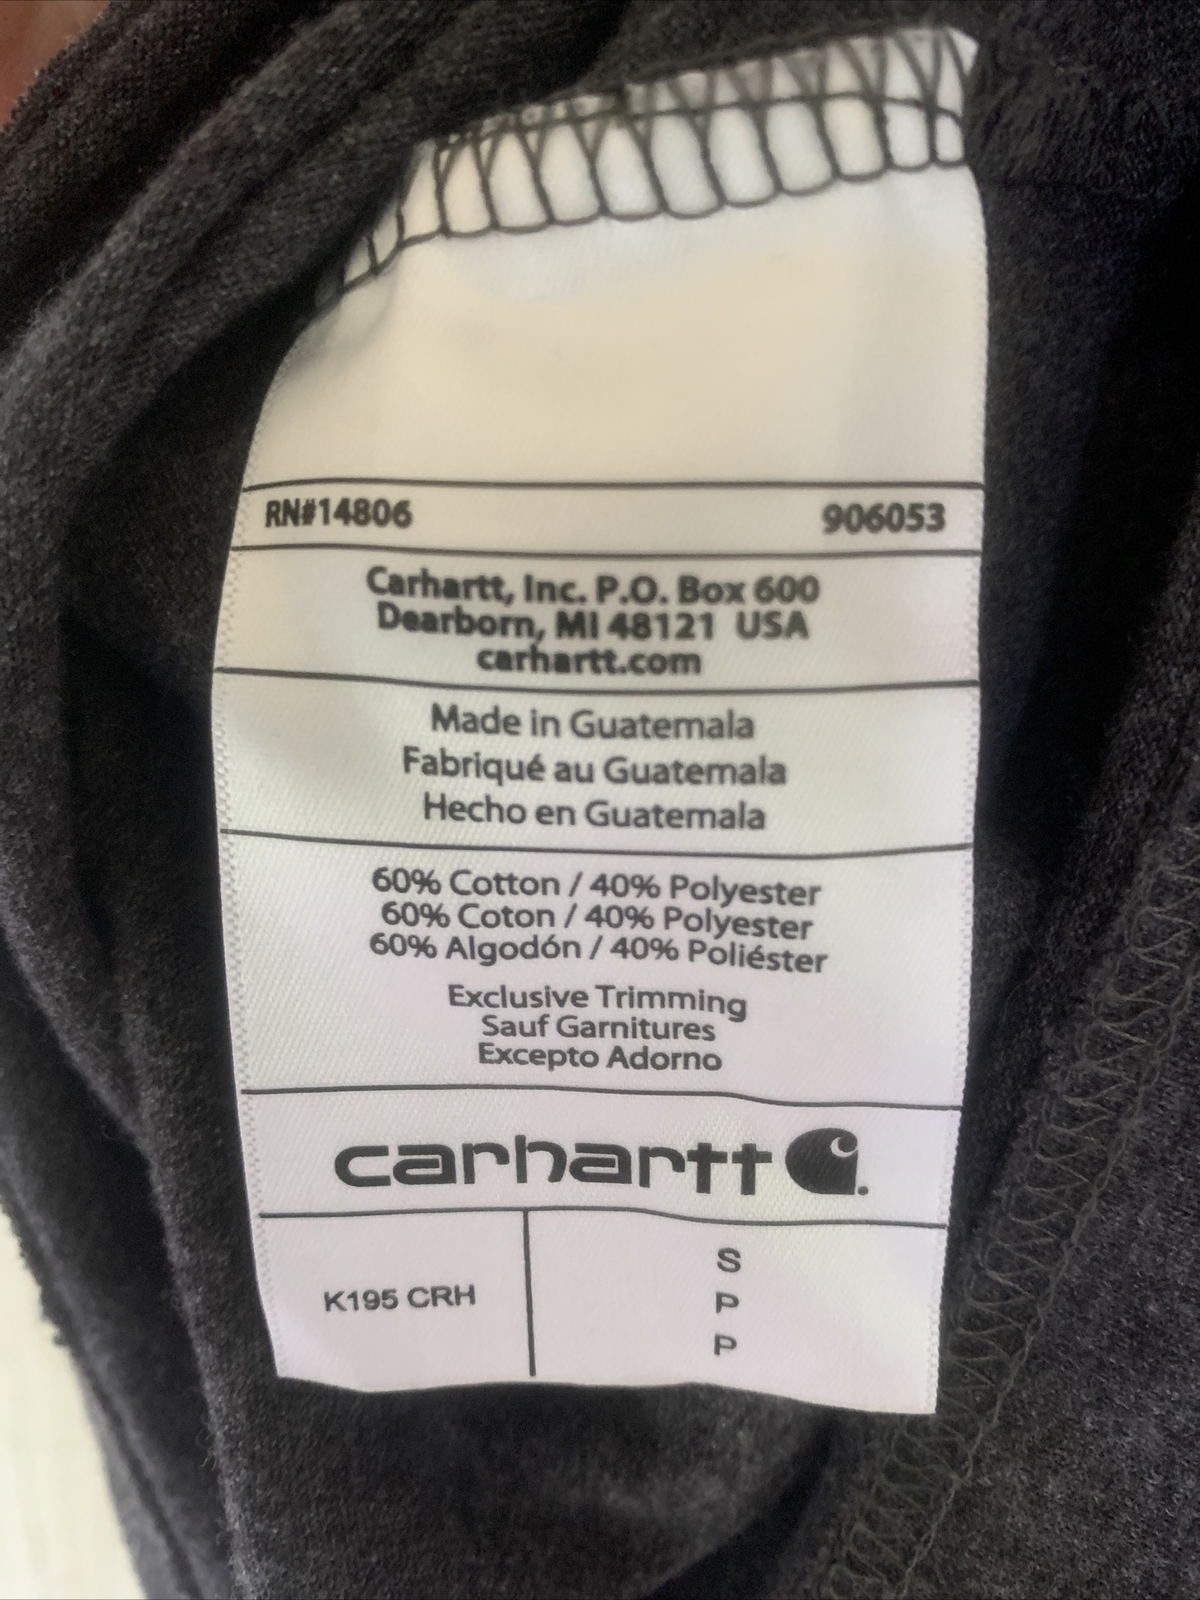 RN#14806 906053
Carhartt, Inc. P.O. Box 600
Dearborn, MI 48121 USA
carhartt.com
Made in Guatemala
Fabriqué au Guatemala
Hecho en Guatemala
60% Cotton / 40% Polyester
60% Coton / 40% Polyester
60% Algodón / 40% Poliéster
Exclusive Trimming
Sauf Garnitures
Excepto Adorno
carhartt
K195 CRH
S
P
P